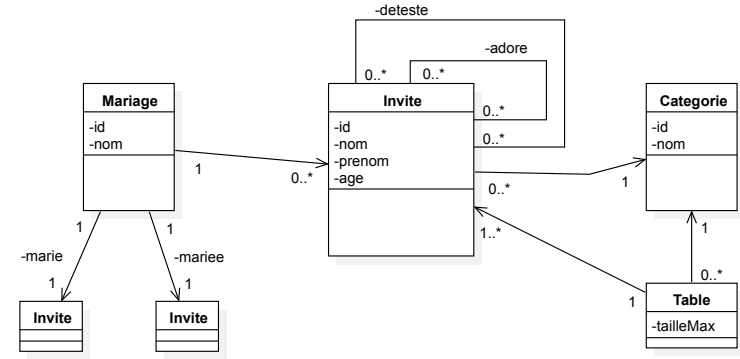 -deteste
-adore
0..*
0..*
Mariage
-id
-nom
Invite
-id
-nom
-prenom
-age
Categorie
-id
-nom
0..*
0..*
1
0..*
0..*
1
1
1
-marie
-mariee
1
1
1..*
1
0..*
1
Invite
Invite
Table
-tailleMax